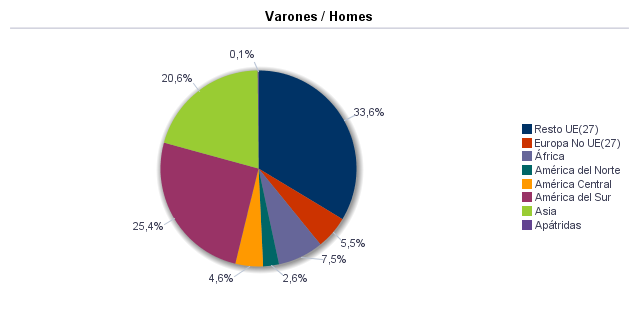 Varones / Homes
0,1%
20,6%
33,6%
25,4%
5,5%
7,5%
4,6%
2,6%
Resto UE(27)
Europa No UE(27)
África
América del Norte
América Central
América del Sur
Asia
Apátridas